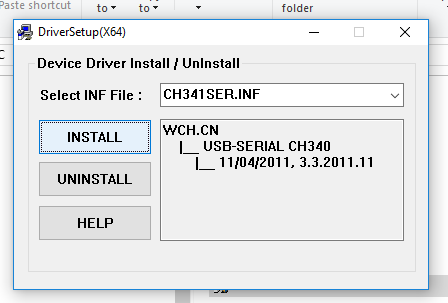 Paste shortcut
to
to
folder
DriverSetup(X64)
Device Driver Install / UnInstall
Select INF File :
CH341SER.INF
INSTALL
UNINSTALL
HELP
WCH.CN
|__ USB-SERIAL CH340
|__ 11/04/2011, 3.3.2011.11